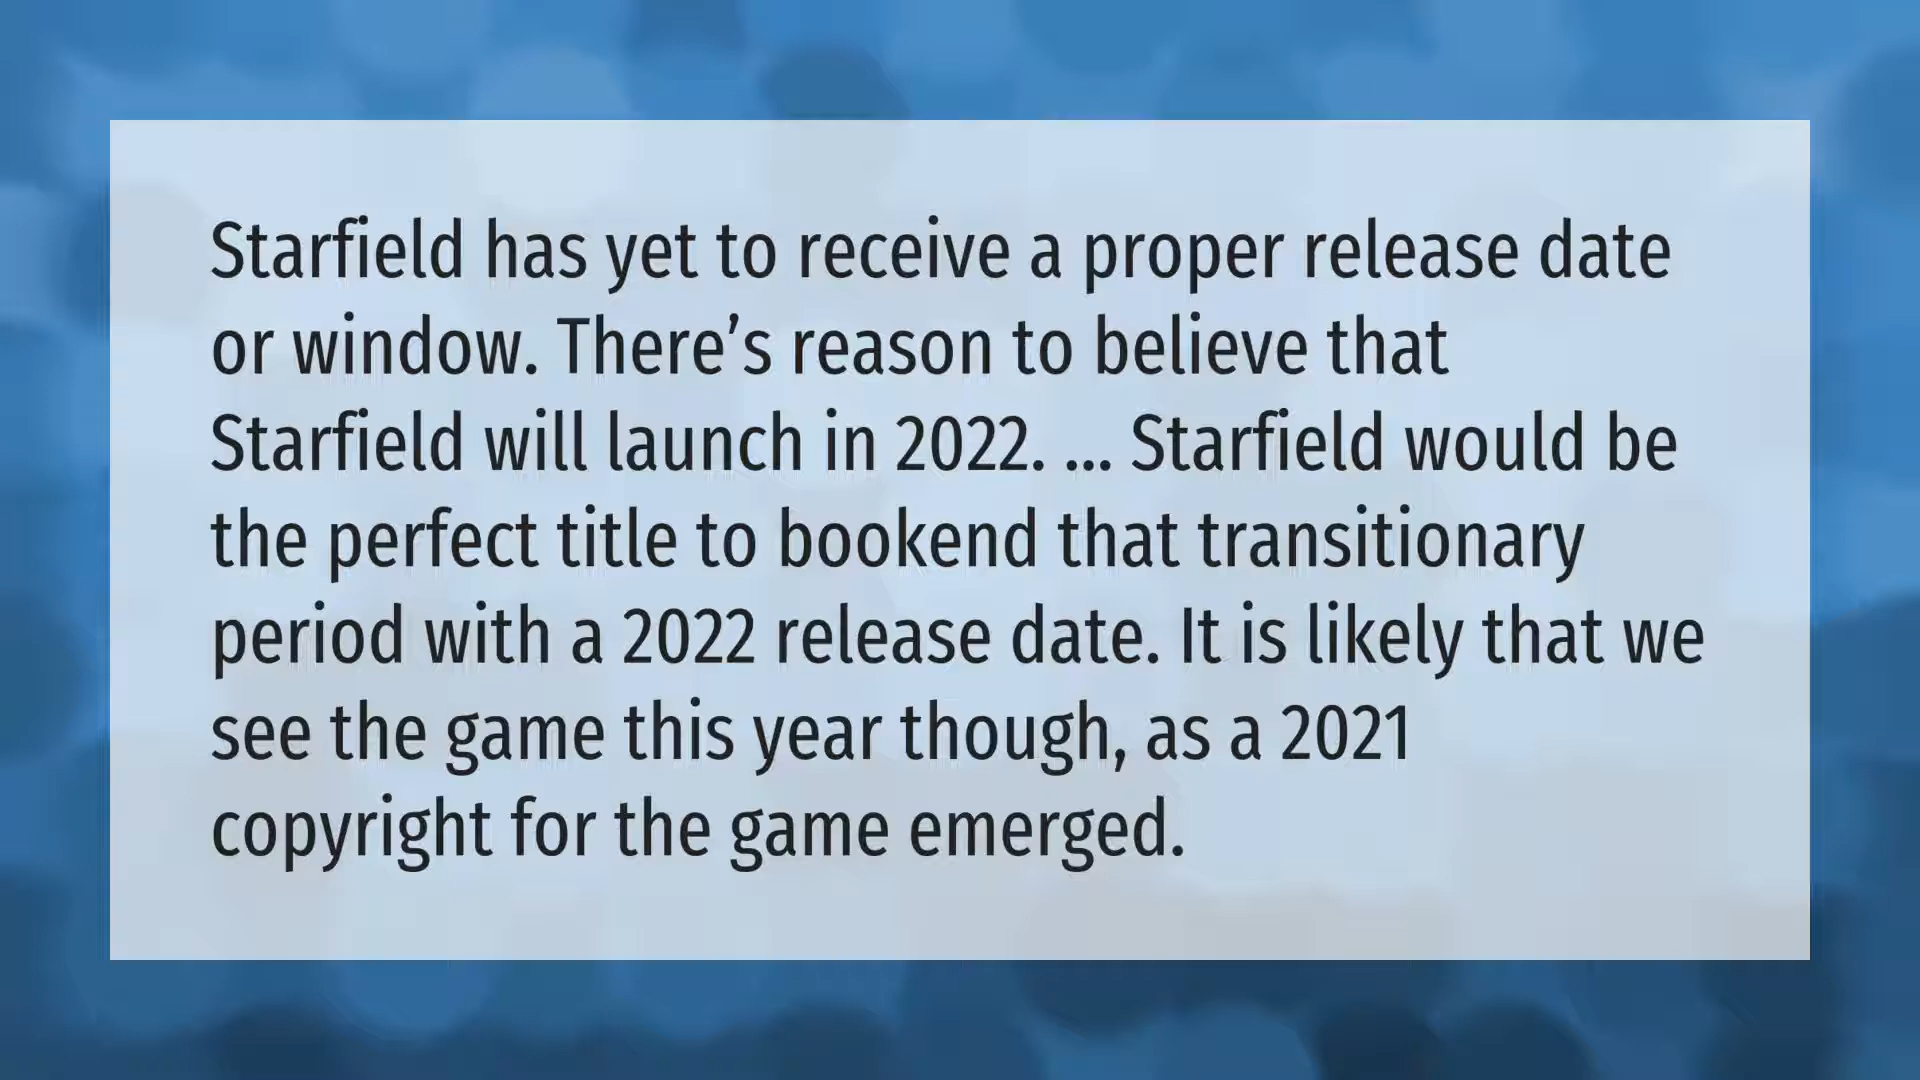 Starfield has yet to receive a proper release date
or window. There’s reason to believe that
Starfield will launch in 2022. ... Starfield would be
the perfect title to bookend that transitionary
period with a 2022 release date. It is likely that we
see the game this year though, as a 2021
copyright for the game emerged.